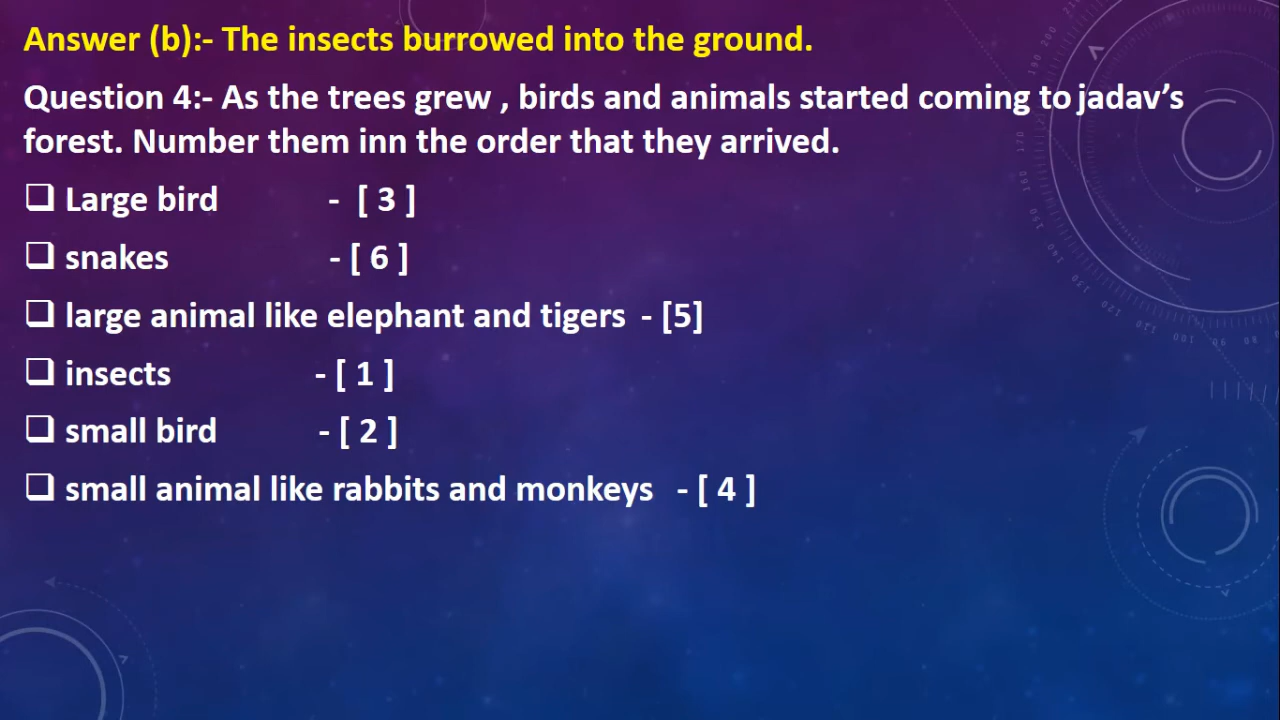 Answer (b):- The insects burrowed into the ground.
Question 4:- As the trees grew , birds and animals started coming to jadav's
forest. Number them inn the order that they arrived.
❑ Large bird - [ 3 ]
❑ snakes - [ 6 ]
❑ large animal like elephant and tigers - [5]
❑ insects - [ 1 ]
❑ small bird - [ 2 ]
❑ small animal like rabbits and monkeys - [ 4 ]